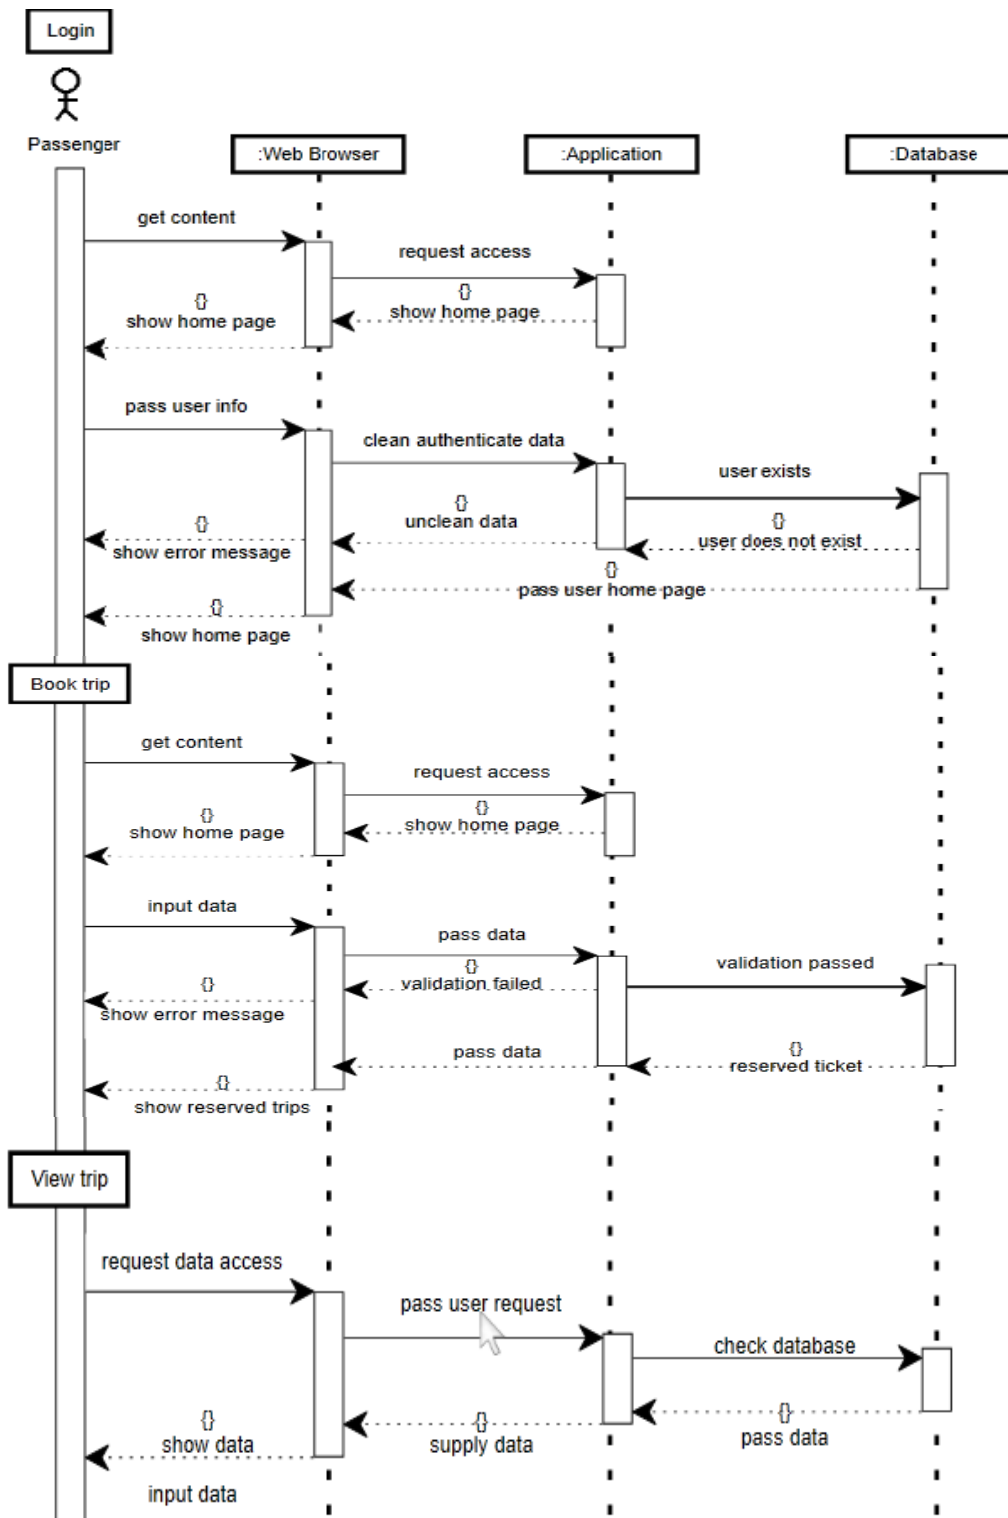 Login
Passenger
:Web Browser
:Application
:Database
get content
request access
{}
show home page
{}
show home page
pass user info
clean authenticate data
user exists
{}
unclean data
{}
user does not exist
{}
show error message
{}
pass user home page
{}
show home page
Book trip
get content
request access
{}
show home page
{}
show home page
input data
pass data
{}
validation failed
validation passed
{}
show error message
pass data
{}
reserved ticket
{}
show reserved trips
View trip
request data access
pass user request
check database
{}
pass data
{}
supply data
{}
show data
input data